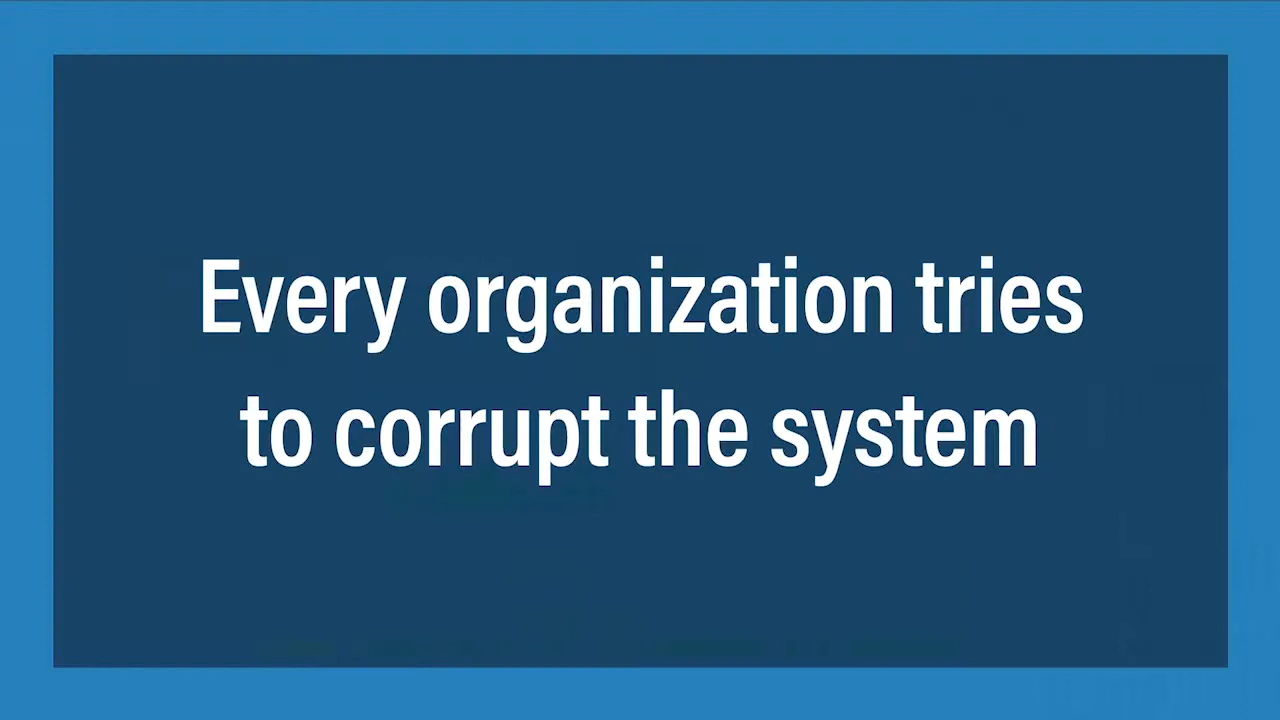 Every organization tries
to corrupt the system